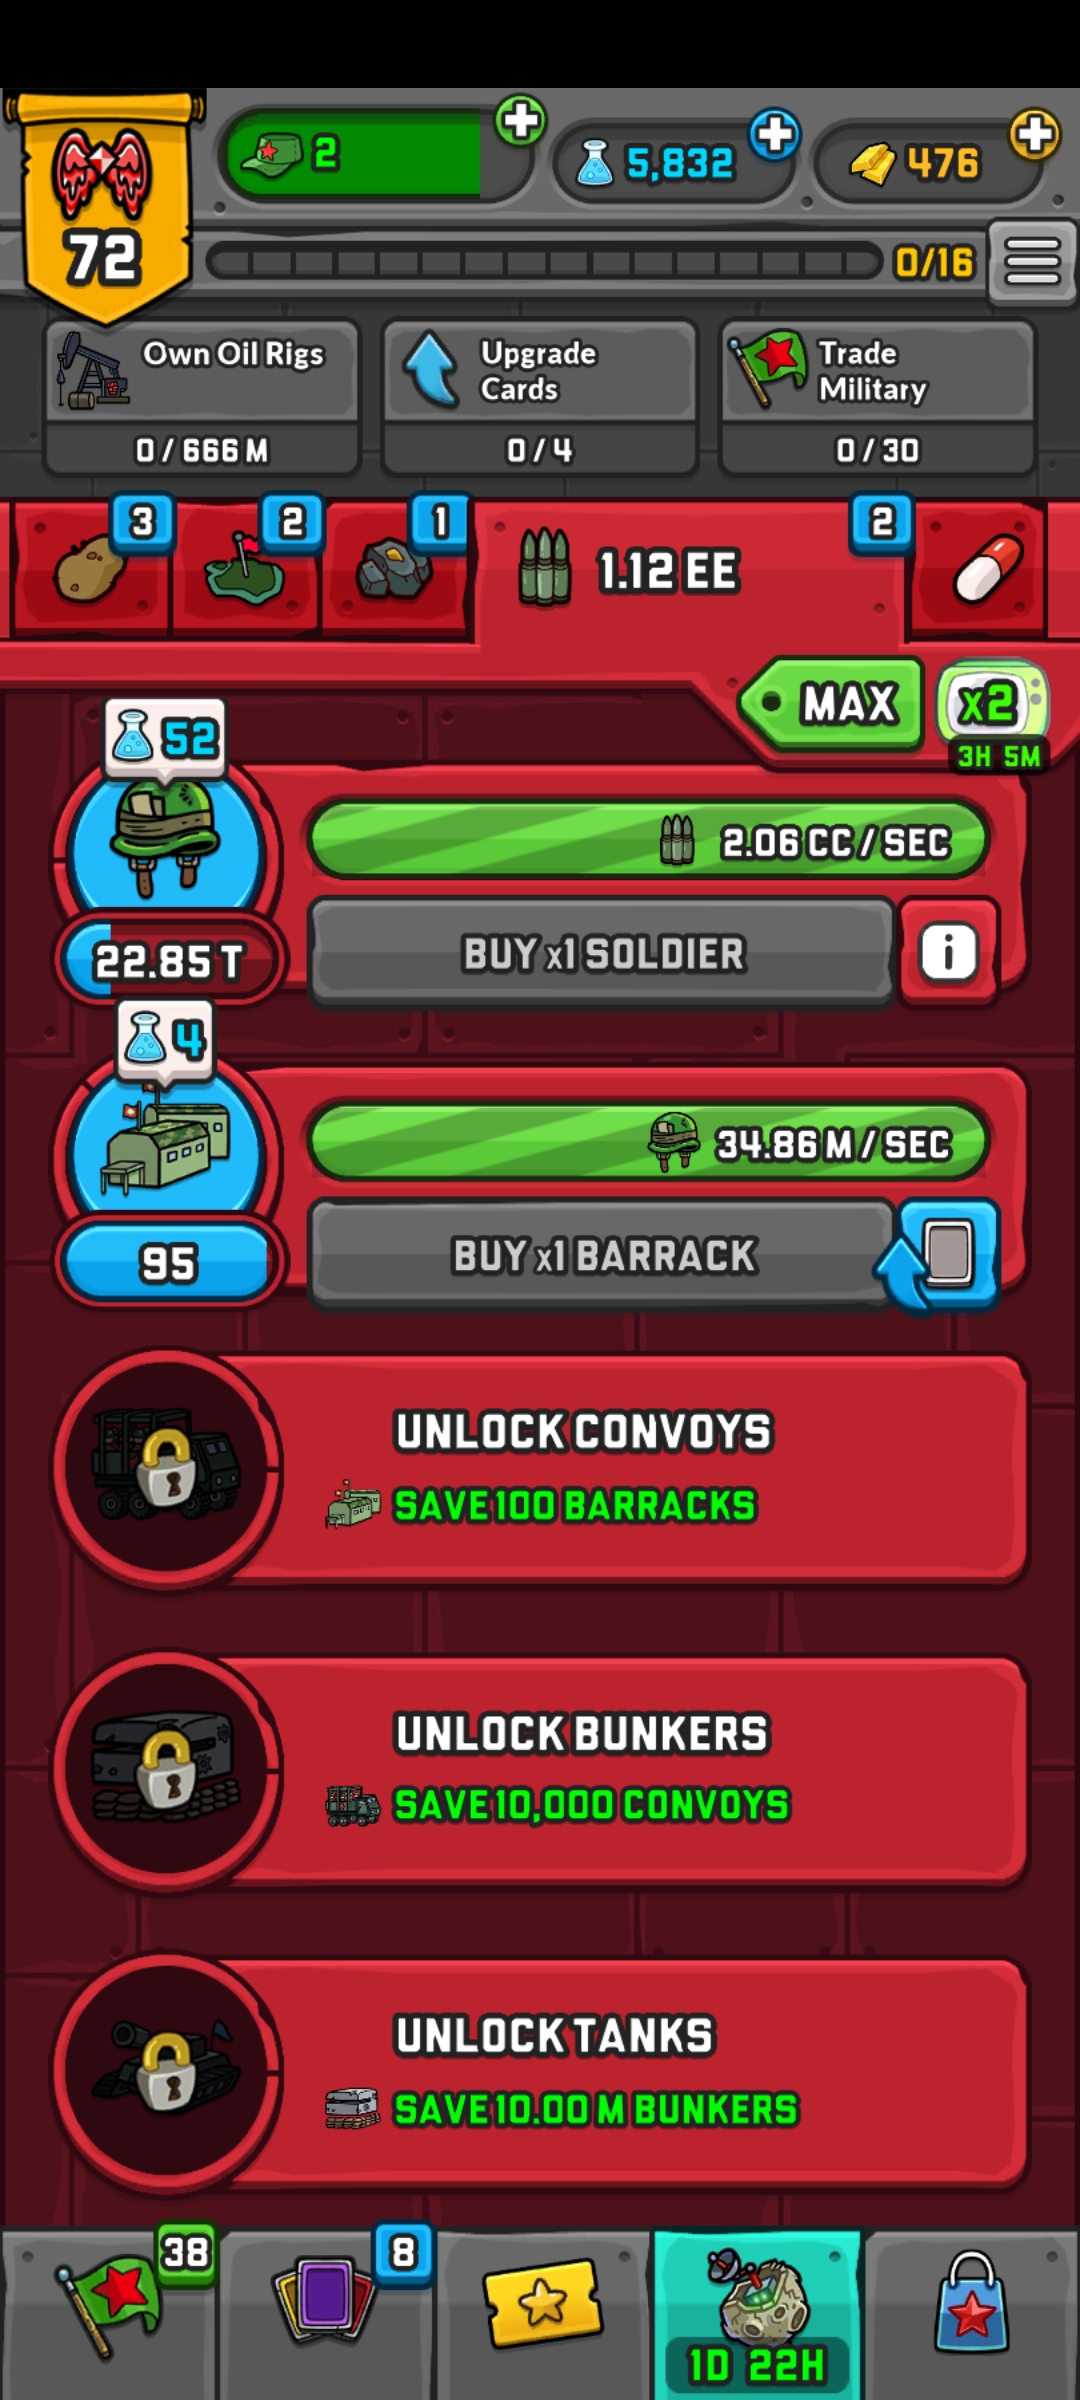 2
5,832
476
72
0/16
Own Oil Rigs
0 / 666 M
Upgrade
Cards
0 / 4
Trade
Military
0 / 30
3
2
1
1.12 EE
2
MAX
x2
3H 5M
52
2.06 CC / SEC
22.85 T
BUY x1 SOLDIER
i
4
34.86 M / SEC
95
BUY x1 BARRACK
UNLOCK CONVOYS
SAVE 100 BARRACKS
UNLOCK BUNKERS
SAVE 10,000 CONVOYS
UNLOCK TANKS
SAVE 10.00 M BUNKERS
38
8
1D 22H